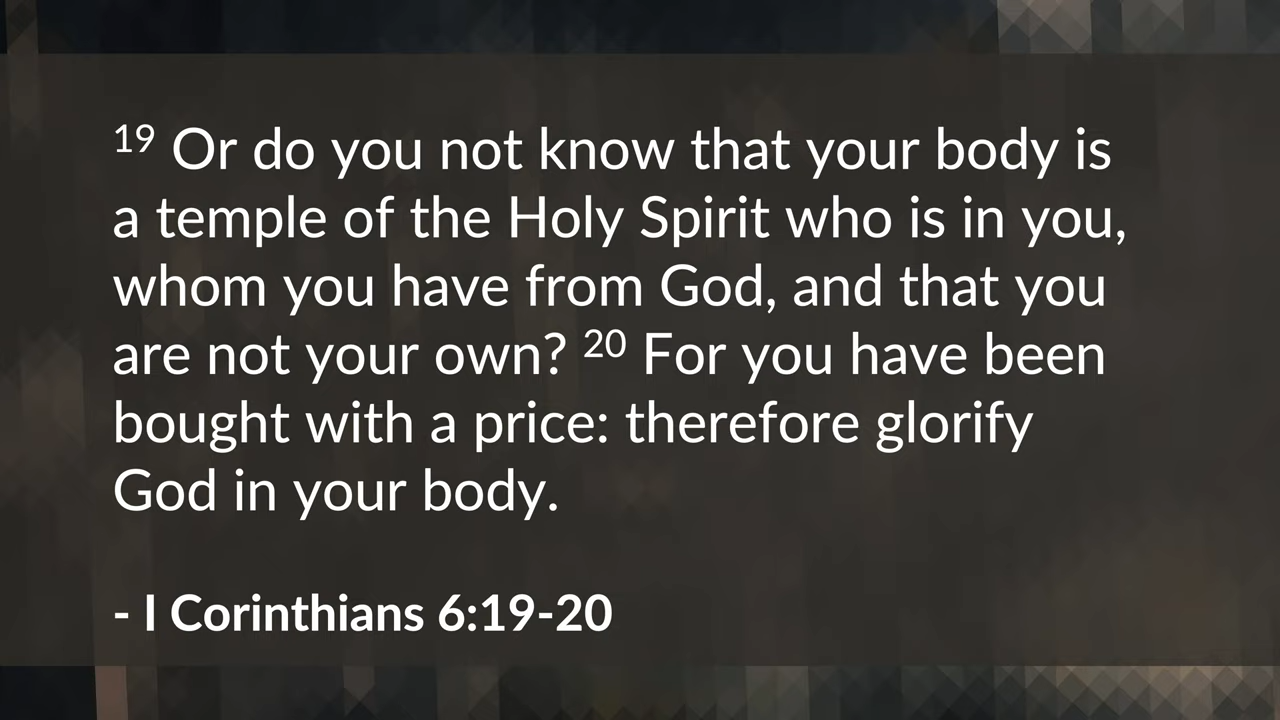 19 Or do you not know that your body is
a temple of the Holy Spirit who is in you,
whom you have from God, and that you
are not your own? 20 For you have been
bought with a price: therefore glorify
God in your body.
- I Corinthians 6:19-20